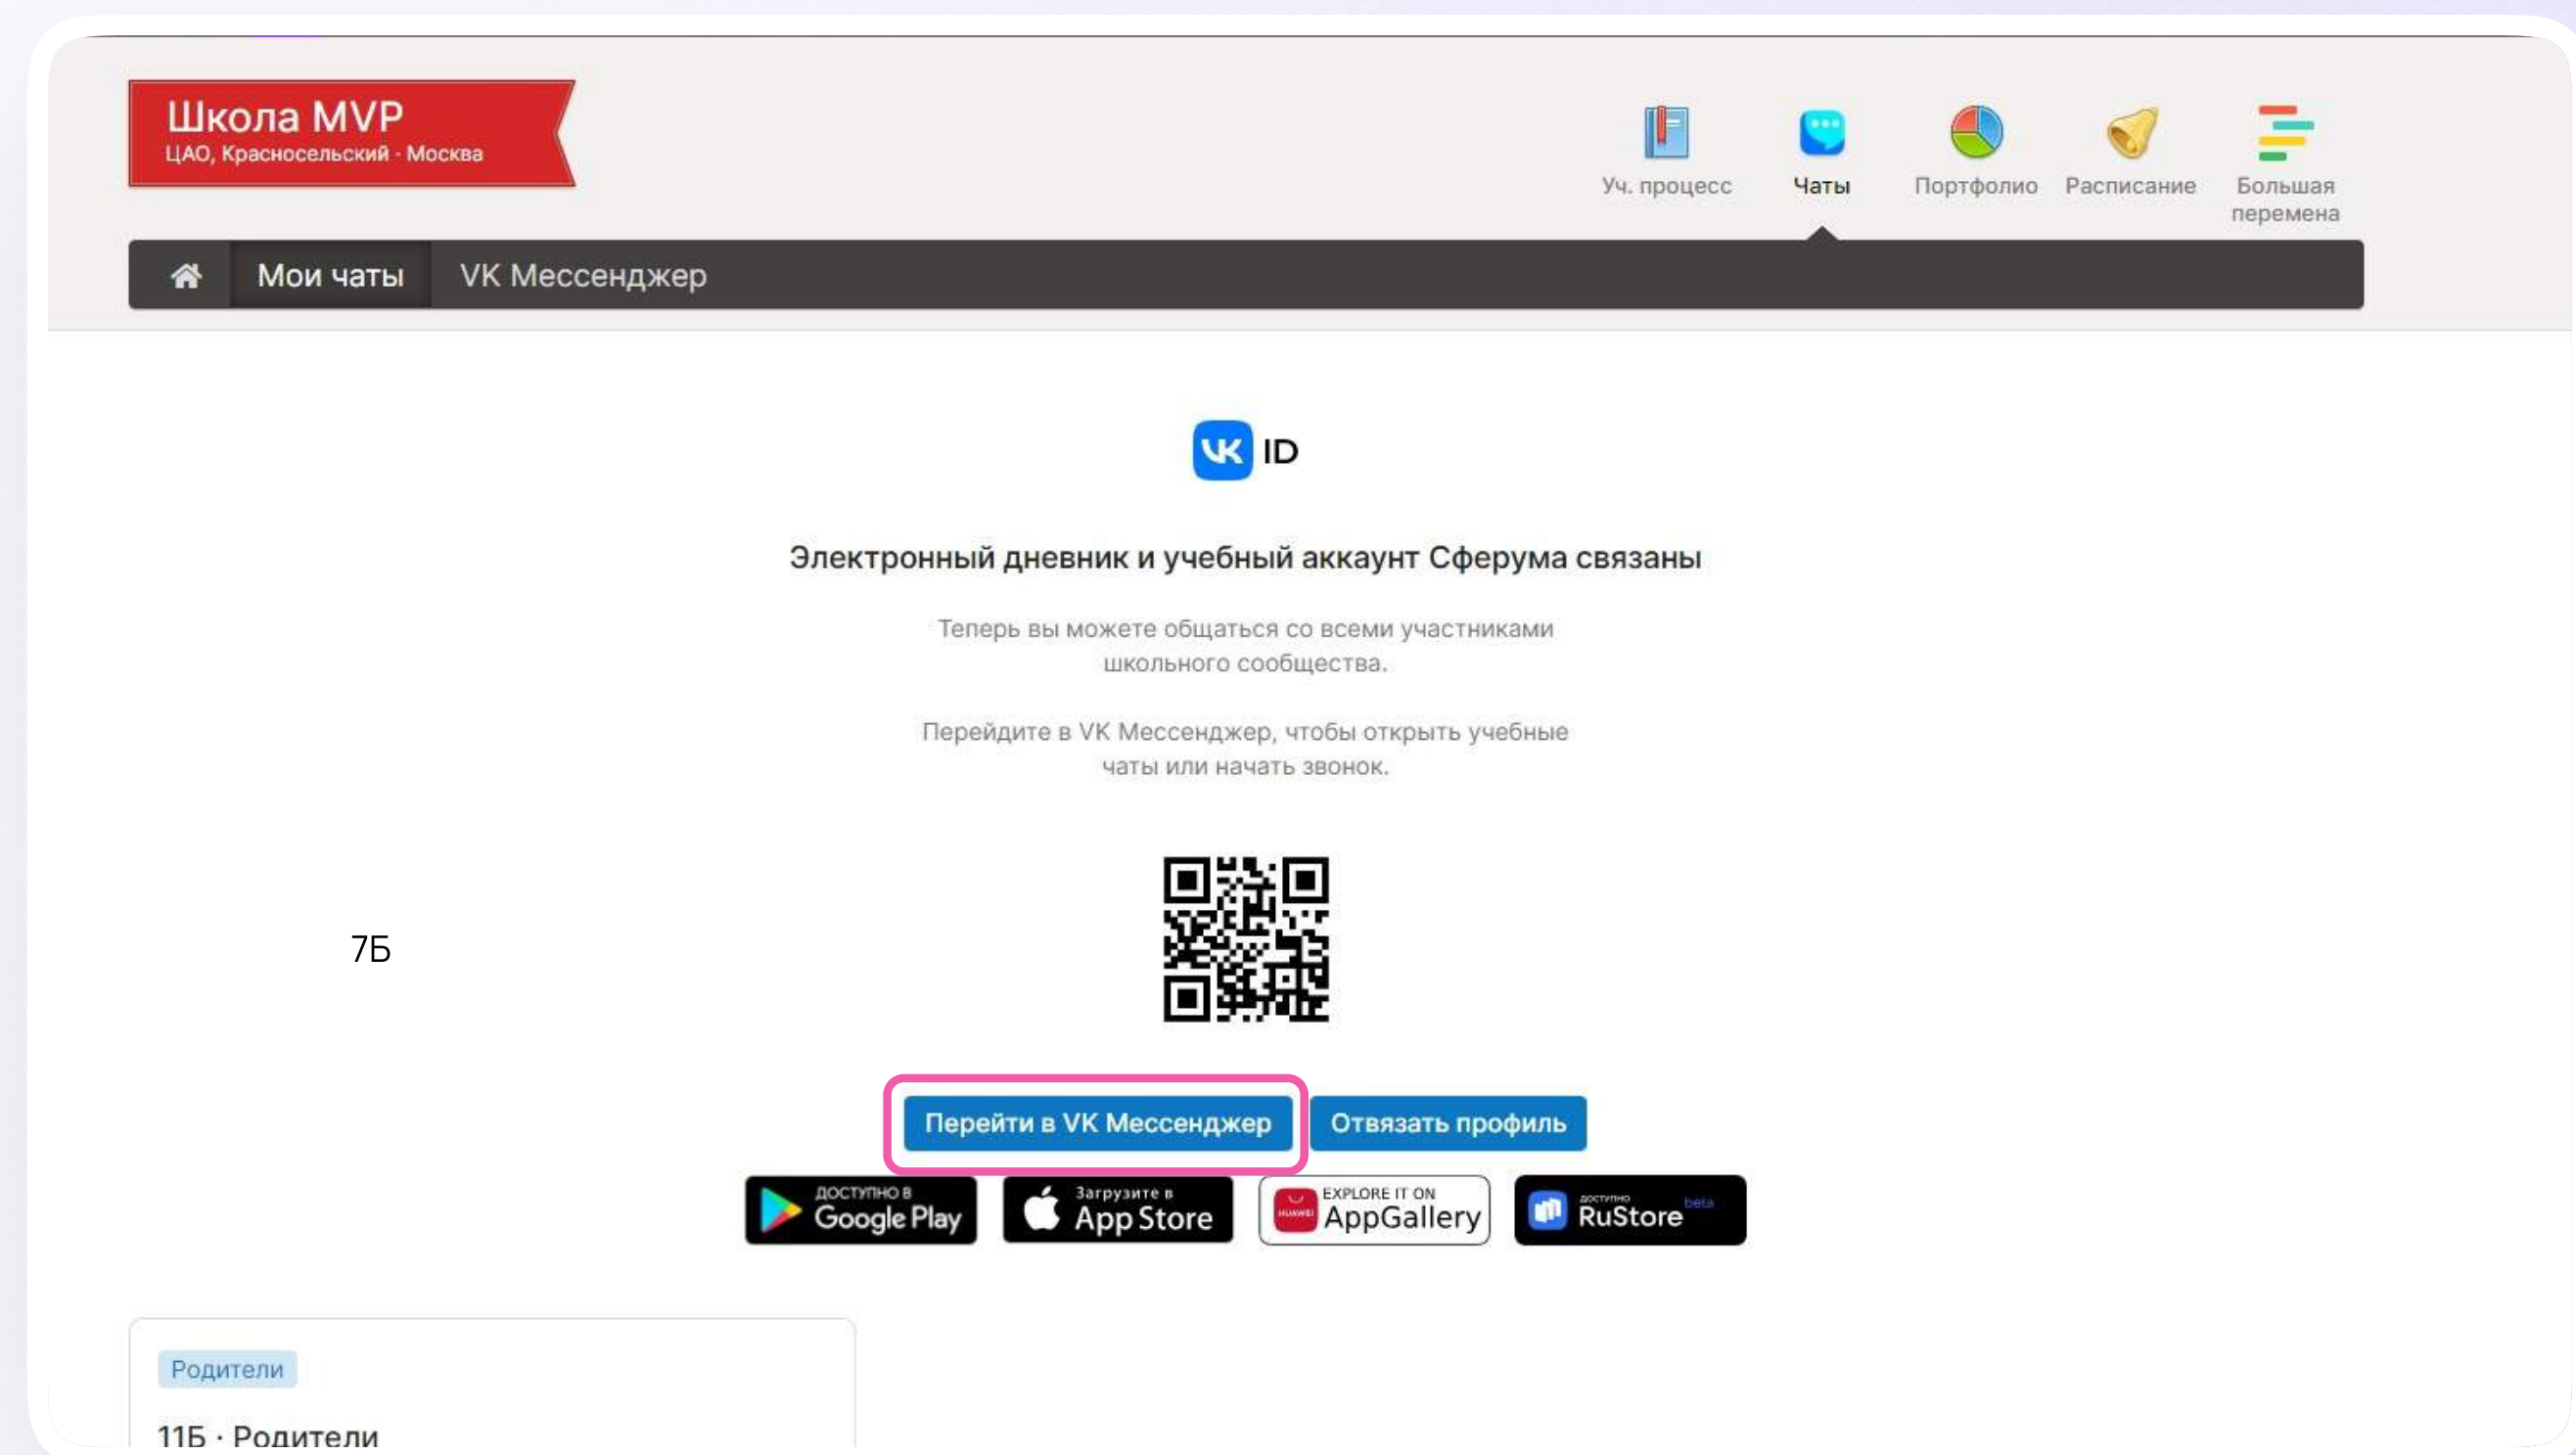 Школа MVP
ЦАО, Красносельский · Москва
Уч. процесс
Чаты
Портфолио
Расписание
Большая
перемена
Мои чаты
VK Мессенджер
VK ID
Электронный дневник и учебный аккаунт Сферума связаны
Теперь вы можете общаться со всеми участниками
школьного сообщества.
Перейдите в VK Мессенджер, чтобы открыть учебные
чаты или начать звонок.
7Б
Перейти в VK Мессенджер
Отвязать профиль
ДОСТУПНО В
Google Play
Загрузите в
App Store
HUAWEI
EXPLORE IT ON
AppGallery
ДОСТУПНО
RuStore beta
Родители
11Б · Родители